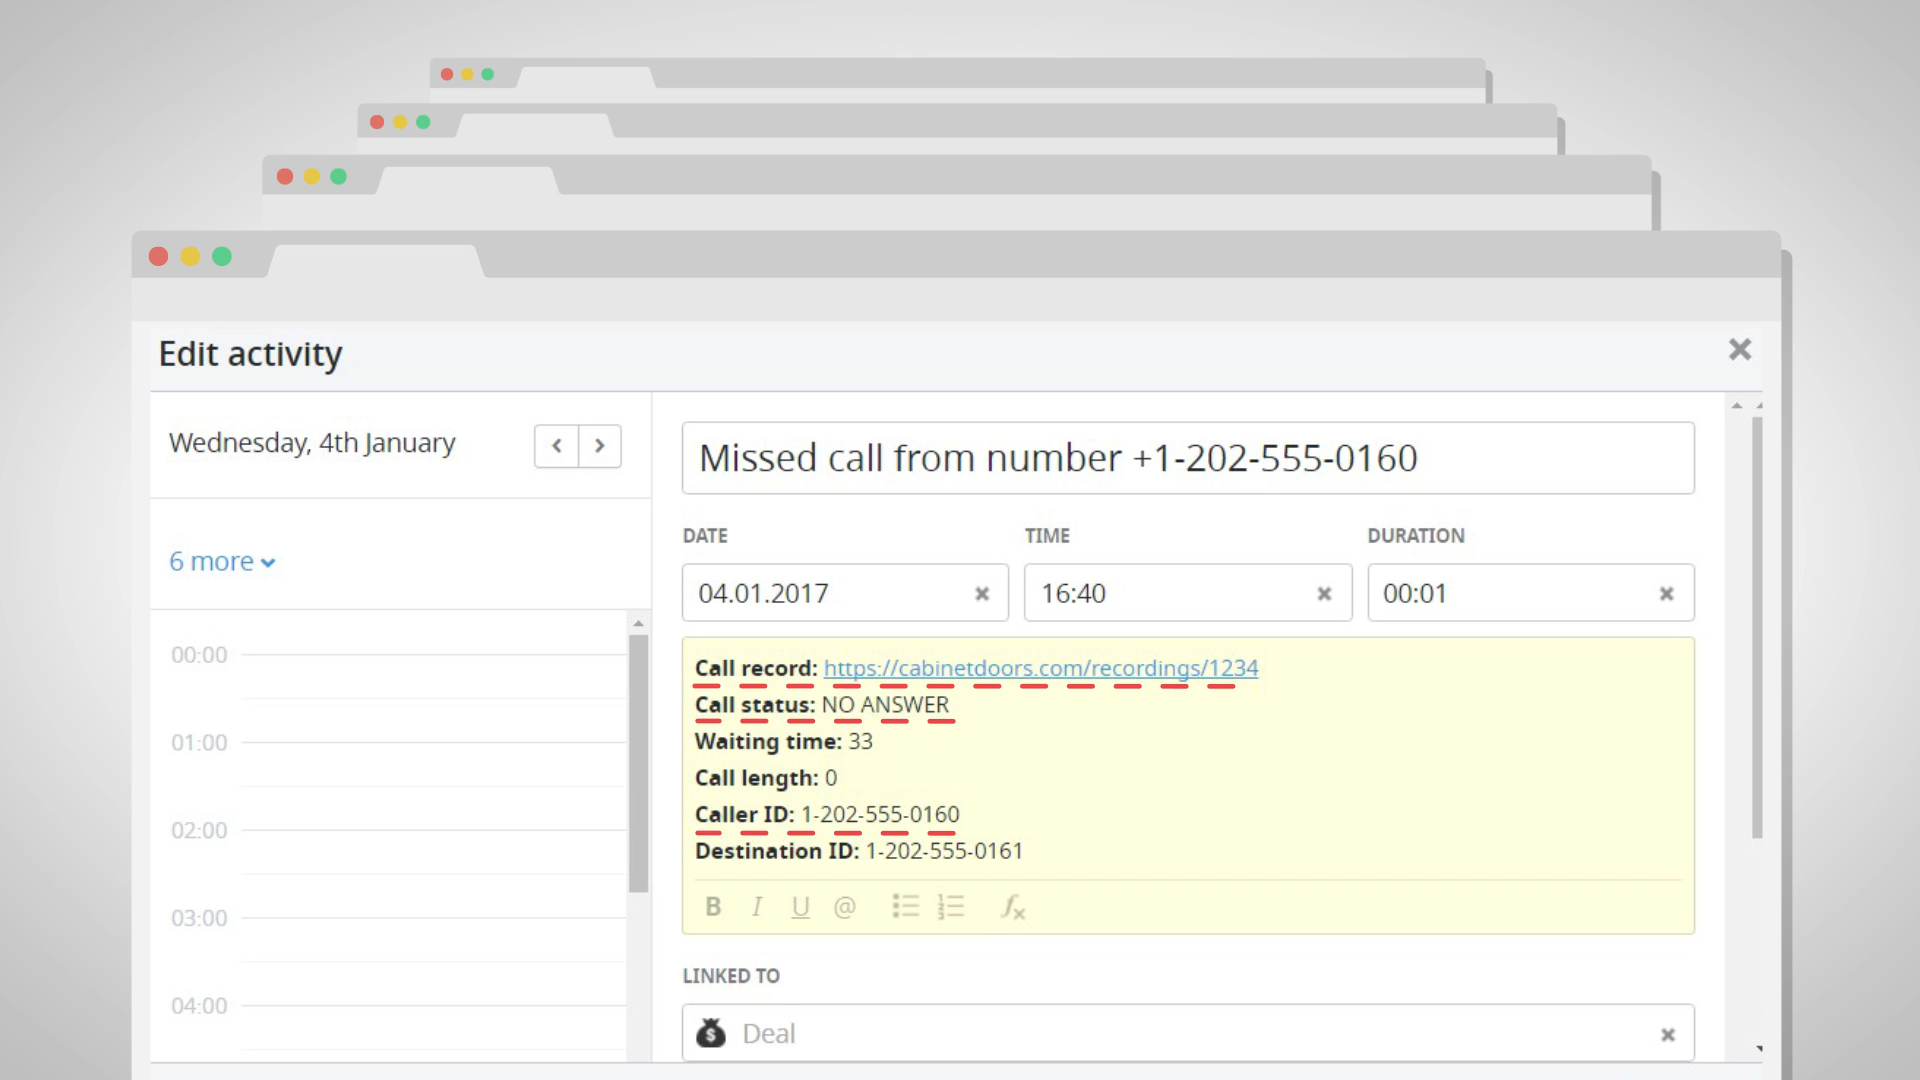 Edit activity
Wednesday, 4th January
6 more
00:00
01:00
02:00
03:00
04:00
Missed call from number +1-202-555-0160
DATE
TIME
DURATION
04.01.2017
16:40
00:01
Call record: https://cabinetdoors.com/recordings/1234
Call status: NO ANSWER
Waiting time: 33
Call length: 0
Caller ID: 1-202-555-0160
Destination ID: 1-202-555-0161
B I U @ fx
LINKED TO
Deal